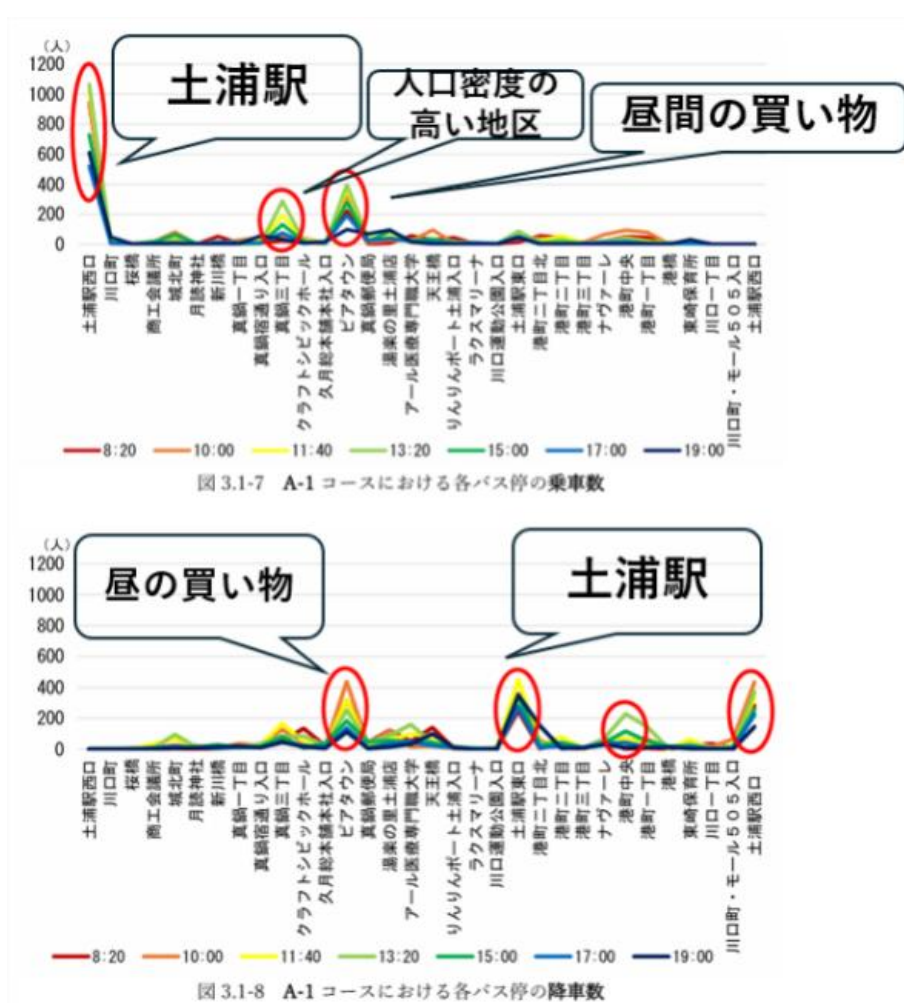 (人)
1200
1000
800
600
400
200
0
土浦駅
人口密度の
高い地区
昼間の買い物
土浦駅西口
川口町
桜橋
商工会議所
城北町
月読神社
新川橋
真鍋一丁目
真鍋宿通り入口
真鍋三丁目
クラフトシビックホール
久月総本舗本社入口
ピアタウン
真鍋郵便局
湯楽の里土浦店
アール医療専門職大学
天王橋
りんりんポート土浦入口
ラクスマリーナ
川口運動公園入口
土浦駅東口
港町二丁目北
港町二丁目
港町三丁目
ナヴァーレ
港町中央
港町一丁目
港橋
東崎保育所
川口一丁目
川口町・モール505入口
土浦駅西口
8:20 10:00 11:40 13:20 15:00 17:00 19:00
図 3.1-7 A-1 コースにおける各バス停の乗車数
(人)
1200
1000
800
600
400
200
0
昼の買い物
土浦駅
土浦駅西口
川口町
桜橋
商工会議所
城北町
月読神社
新川橋
真鍋一丁目
真鍋宿通り入口
真鍋三丁目
クラフトシビックホール
久月総本舗本社入口
ピアタウン
真鍋郵便局
湯楽の里土浦店
アール医療専門職大学
天王橋
りんりんポート土浦入口
ラクスマリーナ
川口運動公園入口
土浦駅東口
港町二丁目北
港町二丁目
港町三丁目
ナヴァーレ
港町中央
港町一丁目
港橋
東崎保育所
川口一丁目
川口町・モール505入口
土浦駅西口
8:20 10:00 11:40 13:20 15:00 17:00 19:00
図 3.1-8 A-1 コースにおける各バス停の降車数